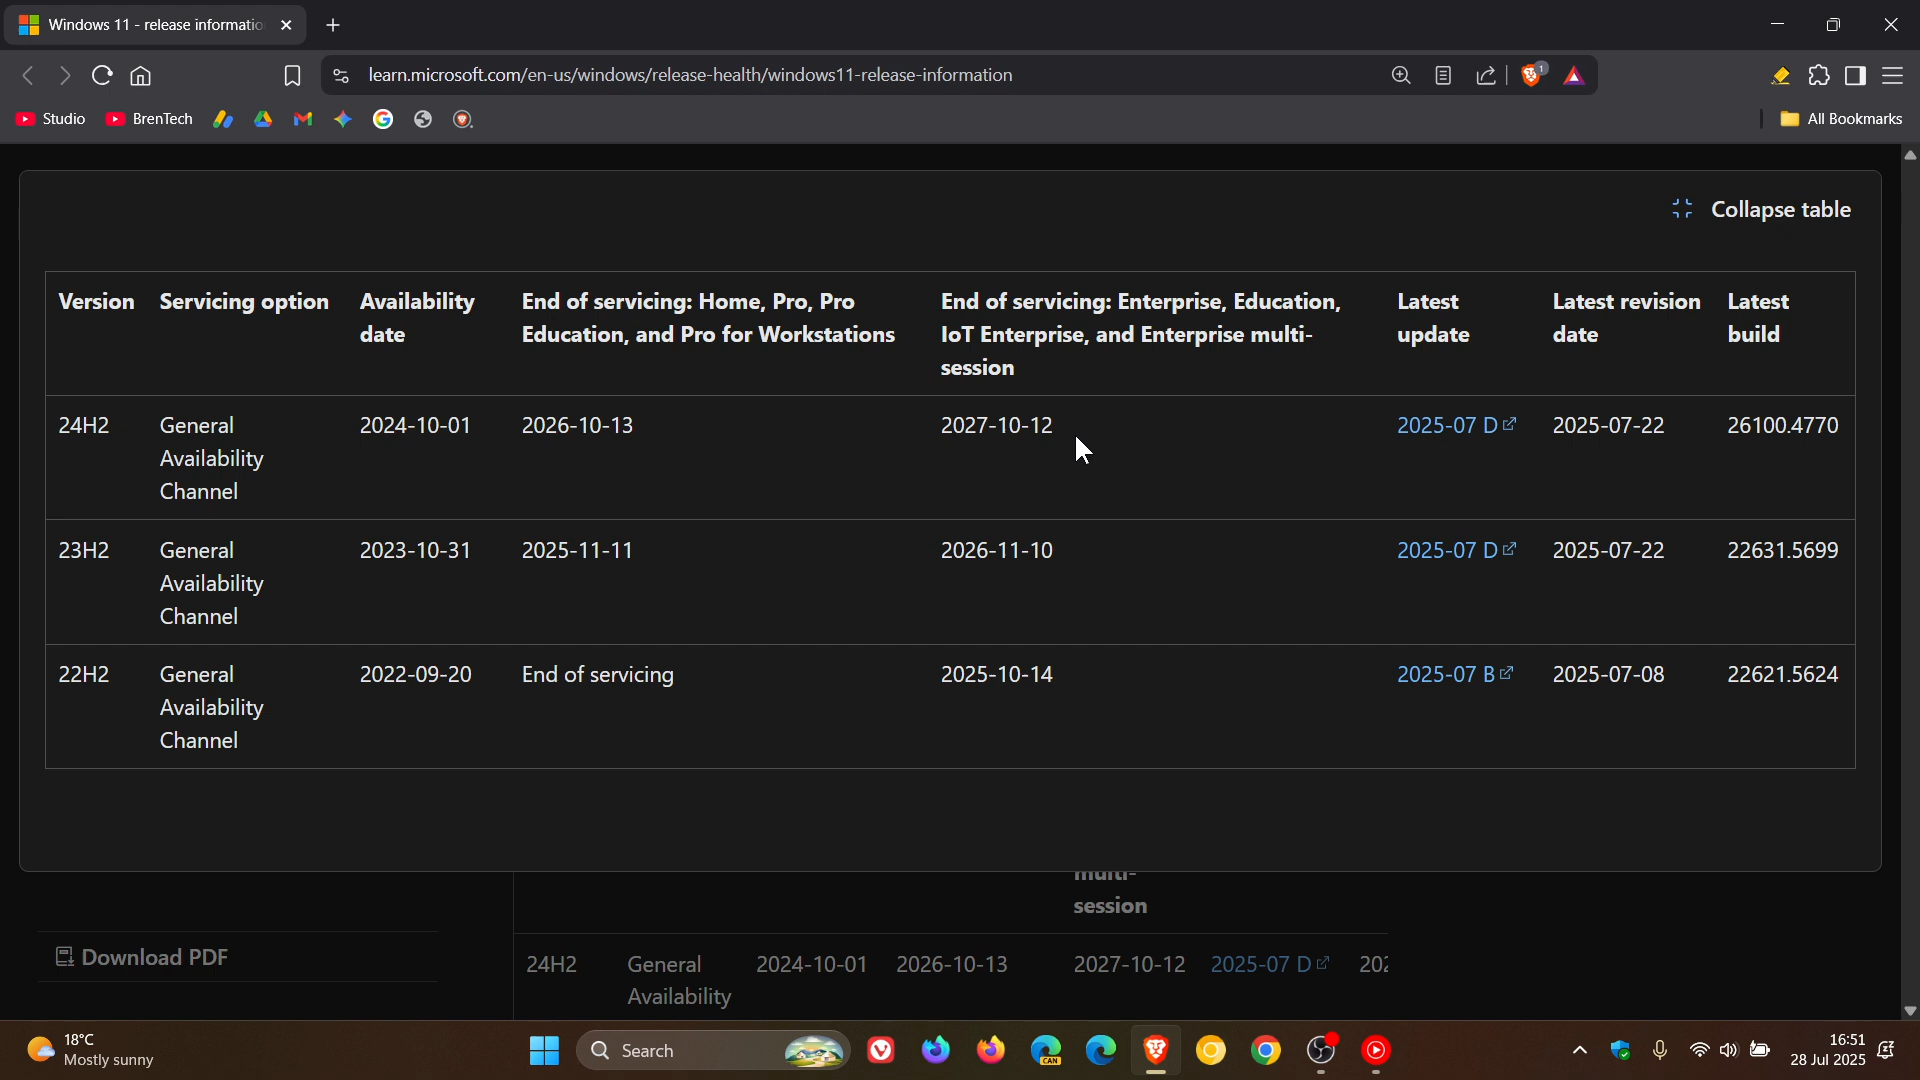 Windows 11 - release informatio
learn.microsoft.com/en-us/windows/release-health/windows11-release-information
1
Studio
BrenTech
All Bookmarks
Collapse table
Version
Servicing option
Availability
date
End of servicing: Home, Pro, Pro
Education, and Pro for Workstations
End of servicing: Enterprise, Education,
IoT Enterprise, and Enterprise multi-
session
Latest
update
Latest revision
date
Latest
build
24H2
General
Availability
Channel
2024-10-01
2026-10-13
2027-10-12
2025-07 D
2025-07-22
26100.4770
23H2
General
Availability
Channel
2023-10-31
2025-11-11
2026-11-10
2025-07 D
2025-07-22
22631.5699
22H2
General
Availability
Channel
2022-09-20
End of servicing
2025-10-14
2025-07 B
2025-07-08
22621.5624
multi-
session
Download PDF
24H2
General
Availability
2024-10-01
2026-10-13
2027-10-12
2025-07 D
202
18°C
Mostly sunny
Search
CAN
16:51
28 Jul 2025